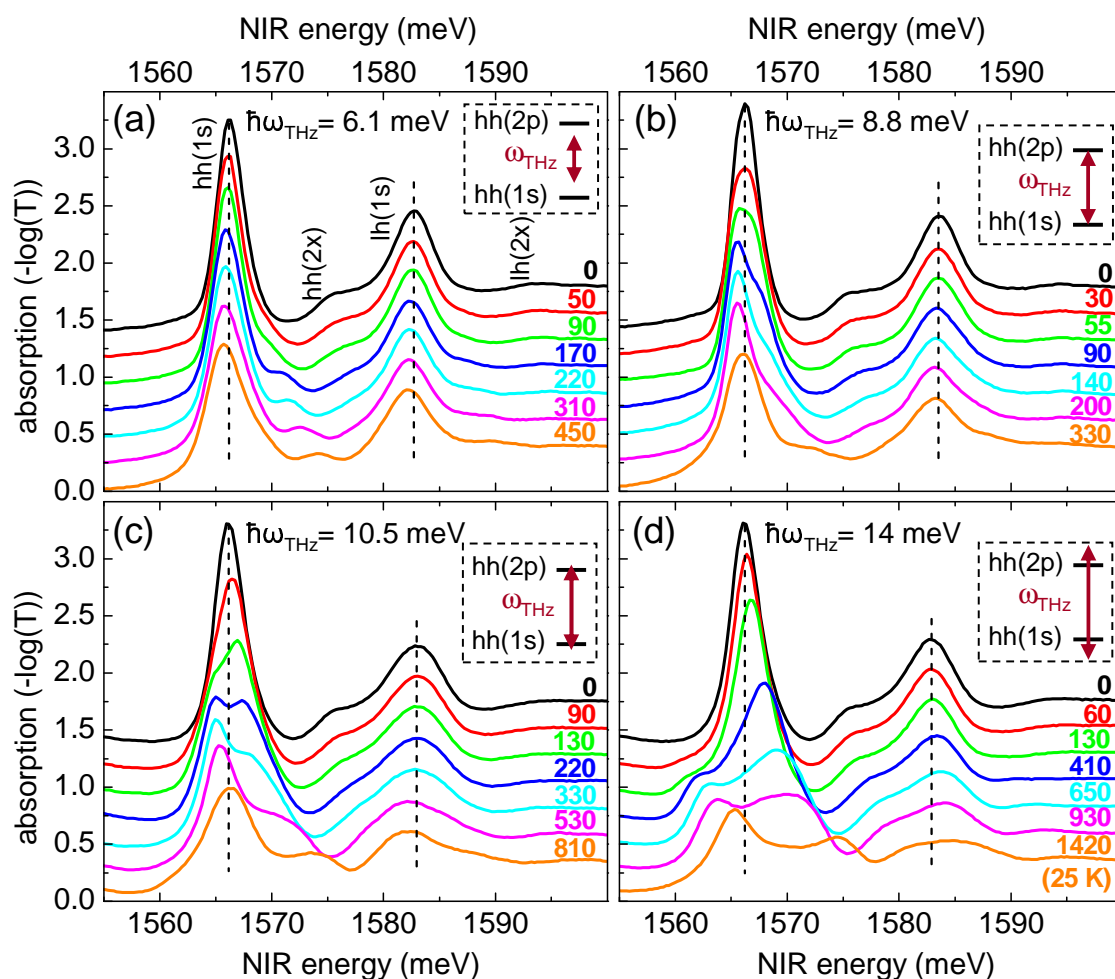 NIR energy (meV)
NIR energy (meV)
1560 1570 1580 1590
1560 1570 1580 1590
absorption (-log(T))
3.0
2.5
2.0
1.5
1.0
0.5
0.0
(a)
ħω_THz = 6.1 meV
hh(2p)
ω_THz
hh(1s)
hh(1s)
hh(2x)
lh(1s)
lh(2x)
0
50
90
170
220
310
450
(b)
ħω_THz = 8.8 meV
hh(2p)
ω_THz
hh(1s)
0
30
55
90
140
200
330
absorption (-log(T))
3.0
2.5
2.0
1.5
1.0
0.5
0.0
(c)
ħω_THz = 10.5 meV
hh(2p)
ω_THz
hh(1s)
0
90
130
220
330
530
810
(d)
ħω_THz = 14 meV
hh(2p)
ω_THz
hh(1s)
0
60
130
410
650
930
1420
(25 K)
1560 1570 1580 1590
1560 1570 1580 1590
NIR energy (meV)
NIR energy (meV)